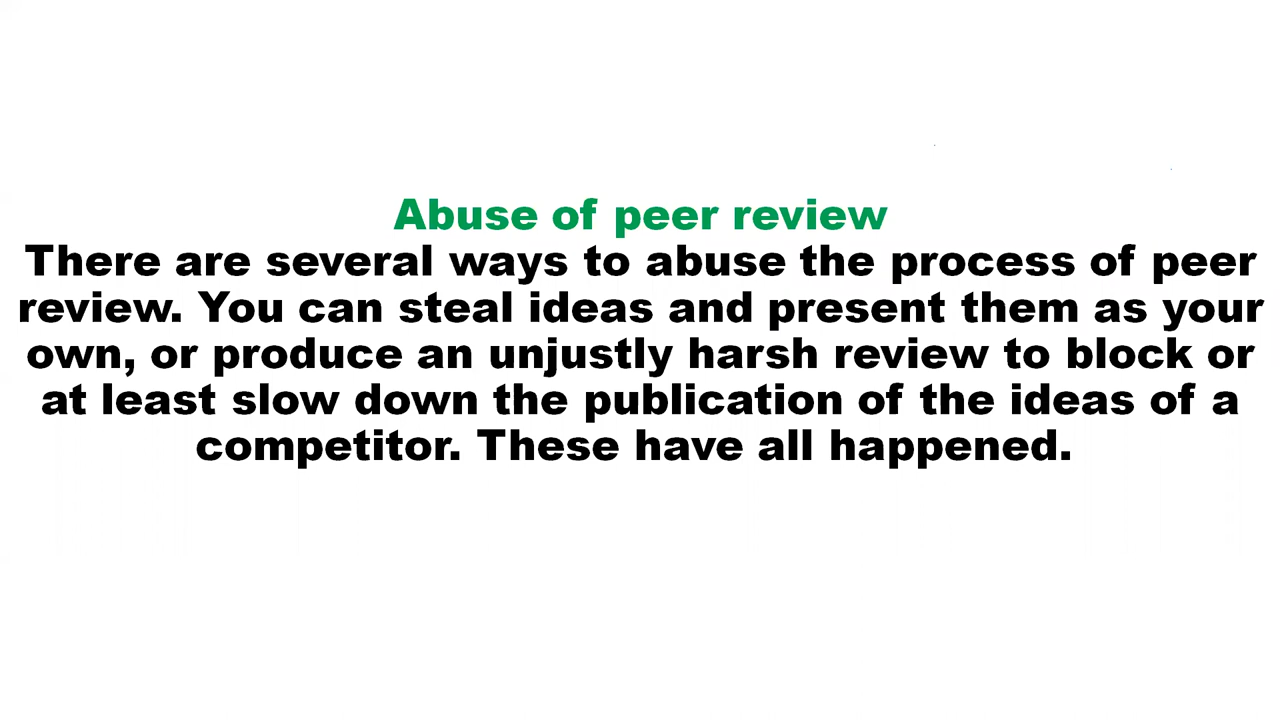 Abuse of peer review
There are several ways to abuse the process of peer
review. You can steal ideas and present them as your
own, or produce an unjustly harsh review to block or
at least slow down the publication of the ideas of a
competitor. These have all happened.